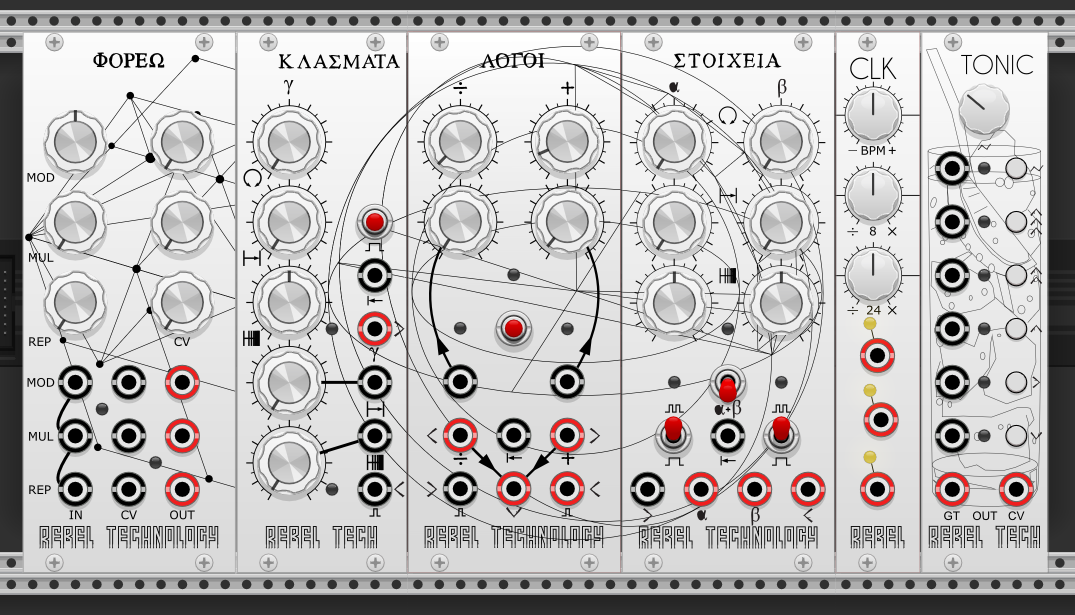 ΦΟΡΕΩ
MOD
MUL
REP
CV
MOD
MUL
REP
IN CV OUT
REBEL TECHNOLOGY
ΚΛΑΣΜΑΤΑ
γ
γ
REBEL TECH
ΛΟΓΟΙ
÷ +
÷ +
REBEL TECHNOLOGY
ΣΤΟΙΧΕΙΑ
α β
α+β
α β
REBEL TECHNOLOGY
CLK
− BPM +
÷ 8 ×
÷ 24 ×
REBEL
TONIC
GT OUT CV
REBEL TECH